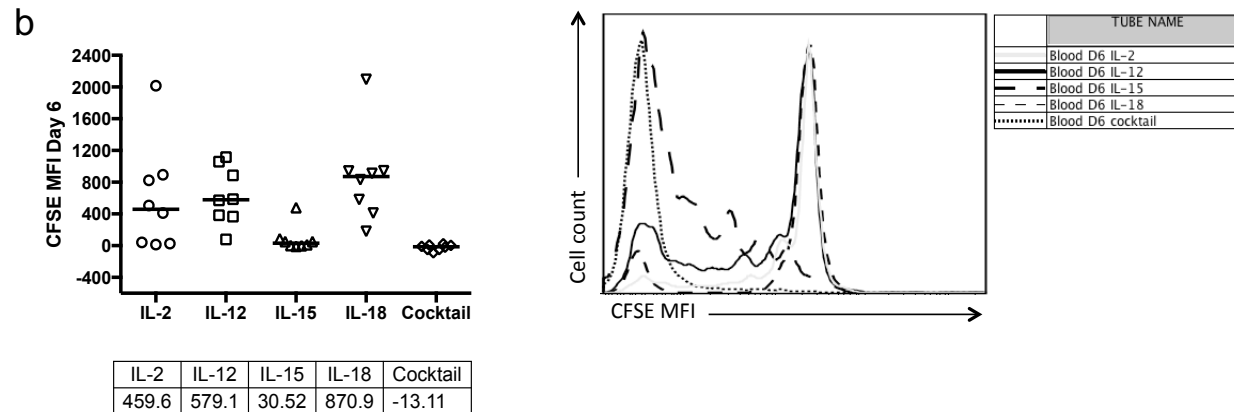 b
2400
2000
1600
1200
800
400
0
-400
CFSE MFI Day 6
IL-2 IL-12 IL-15 IL-18 Cocktail
IL-2 IL-12 IL-15 IL-18 Cocktail
459.6 579.1 30.52 870.9 -13.11
Cell count
CFSE MFI
TUBE NAME
Blood D6 IL-2
Blood D6 IL-12
Blood D6 IL-15
Blood D6 IL-18
Blood D6 cocktail